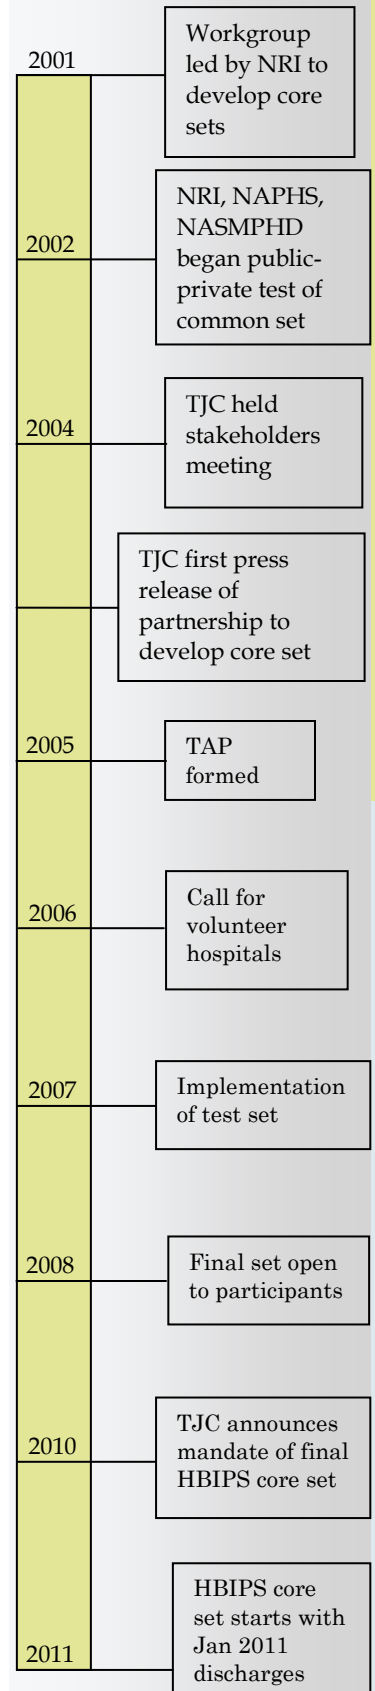 2001
Workgroup
led by NRI to
develop core
sets
2002
NRI, NAPHS,
NASMPHD
began public-
private test of
common set
2004
TJC held
stakeholders
meeting
TJC first press
release of
partnership to
develop core set
2005
TAP
formed
2006
Call for
volunteer
hospitals
2007
Implementation
of test set
2008
Final set open
to participants
2010
TJC announces
mandate of final
HBIPS core set
2011
HBIPS core
set starts with
Jan 2011
discharges